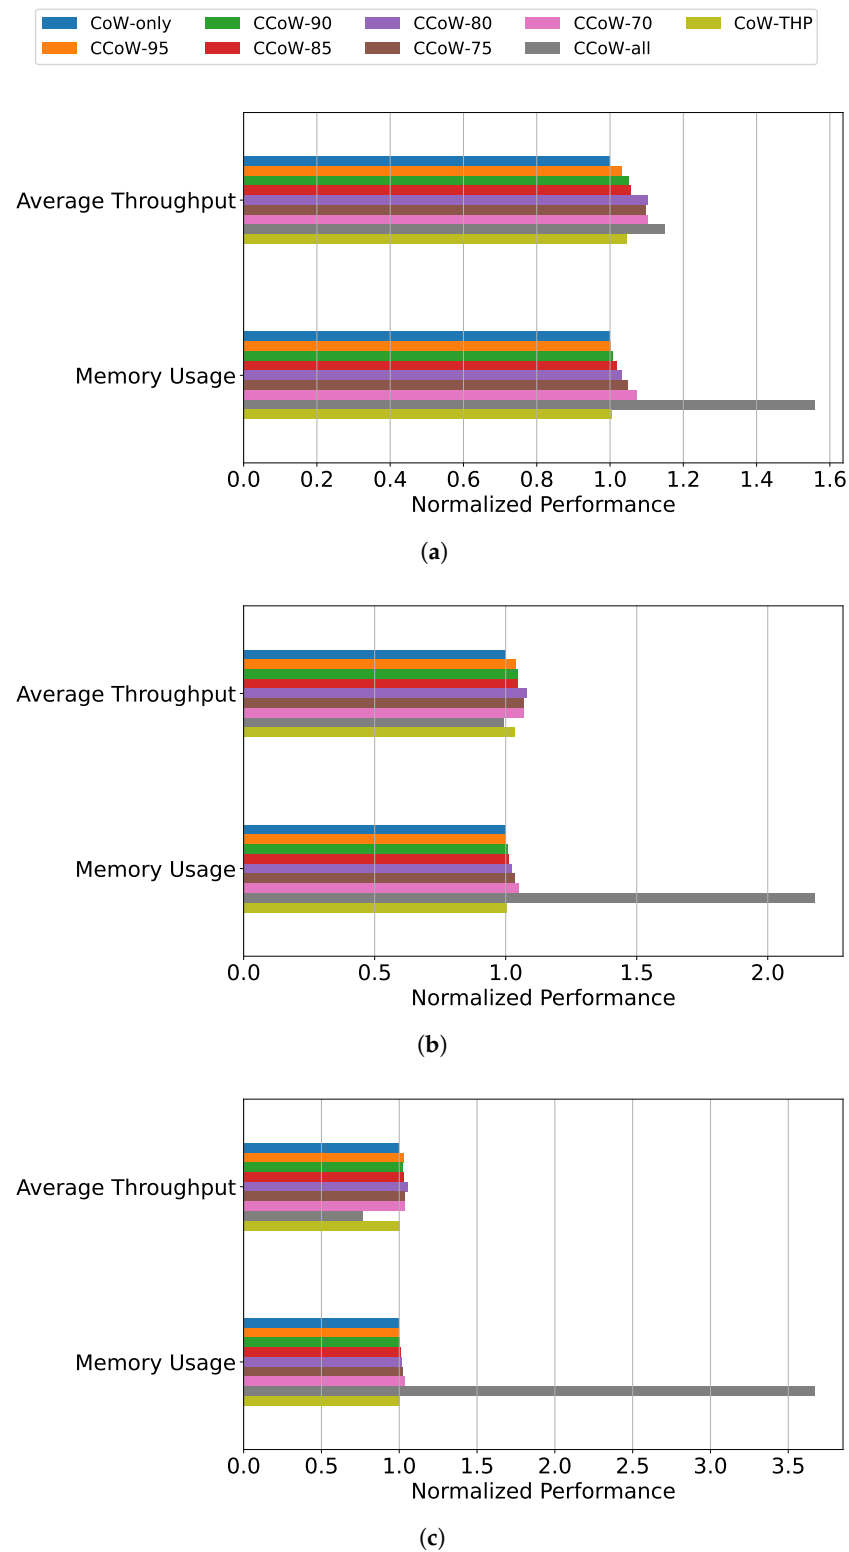 CoW-only CCoW-90 CCoW-80 CCoW-70 CoW-THP
CCoW-95 CCoW-85 CCoW-75 CCoW-all
Average Throughput
Memory Usage
0.0 0.2 0.4 0.6 0.8 1.0 1.2 1.4 1.6
Normalized Performance
(a)
Average Throughput
Memory Usage
0.0 0.5 1.0 1.5 2.0
Normalized Performance
(b)
Average Throughput
Memory Usage
0.0 0.5 1.0 1.5 2.0 2.5 3.0 3.5
Normalized Performance
(c)